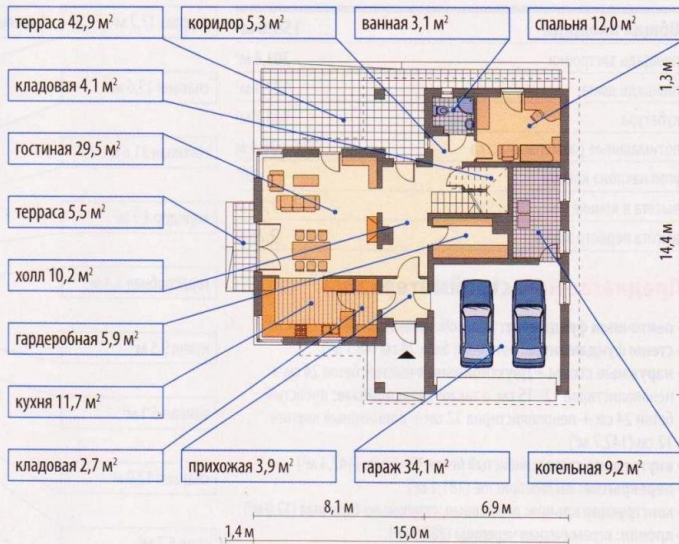 терраса 42,9 м²
коридор 5,3 м²
ванная 3,1 м²
спальня 12,0 м²
кладовая 4,1 м²
гостиная 29,5 м²
терраса 5,5 м²
холл 10,2 м²
гардеробная 5,9 м²
кухня 11,7 м²
кладовая 2,7 м²
прихожая 3,9 м²
гараж 34,1 м²
котельная 9,2 м²
1,3 м
14,4 м
8,1 м
6,9 м
1,4 м
15,0 м